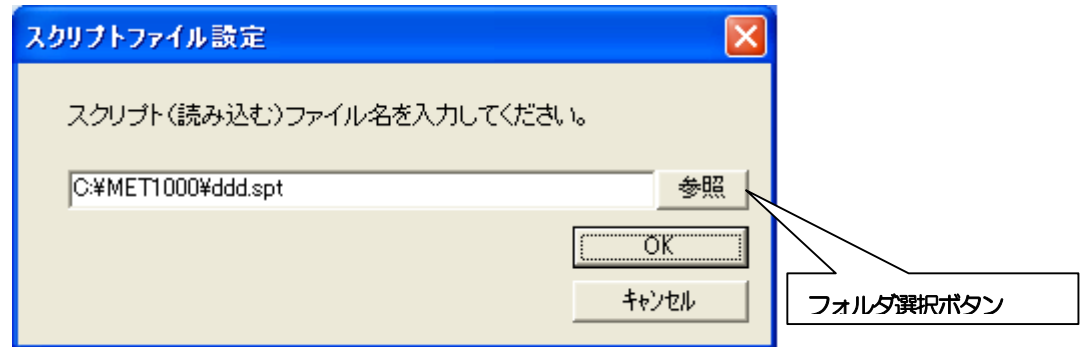 スクリプトファイル設定
スクリプト(読み込む)ファイル名を入力してください。
C:¥MET1000¥ddd.spt
参照
OK
キャンセル
フォルダ選択ボタン